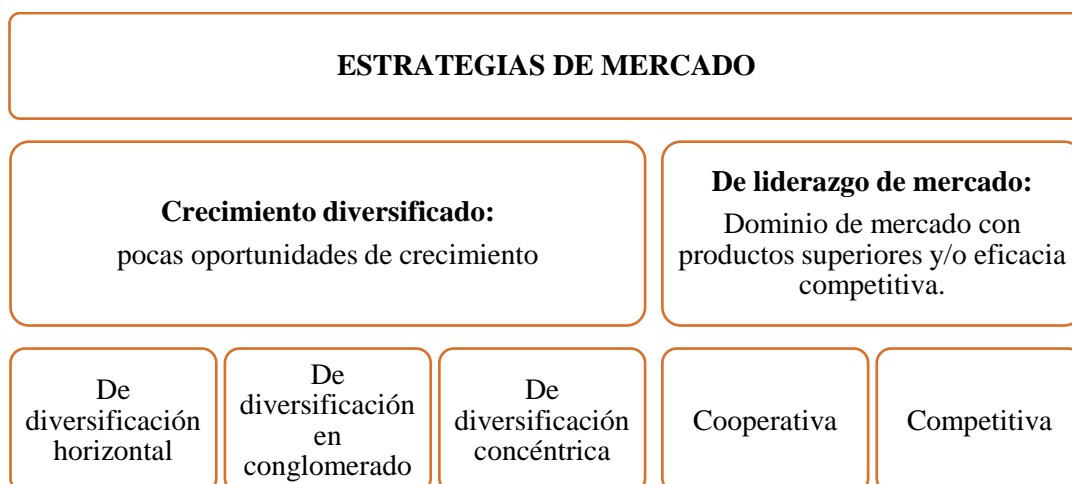 ESTRATEGIAS DE MERCADO
Crecimiento diversificado:
pocas oportunidades de crecimiento
De liderazgo de mercado:
Dominio de mercado con
productos superiores y/o eficacia
competitiva.
De
diversificación
horizontal
De
diversificación
en
conglomerado
De
diversificación
concéntrica
Cooperativa
Competitiva